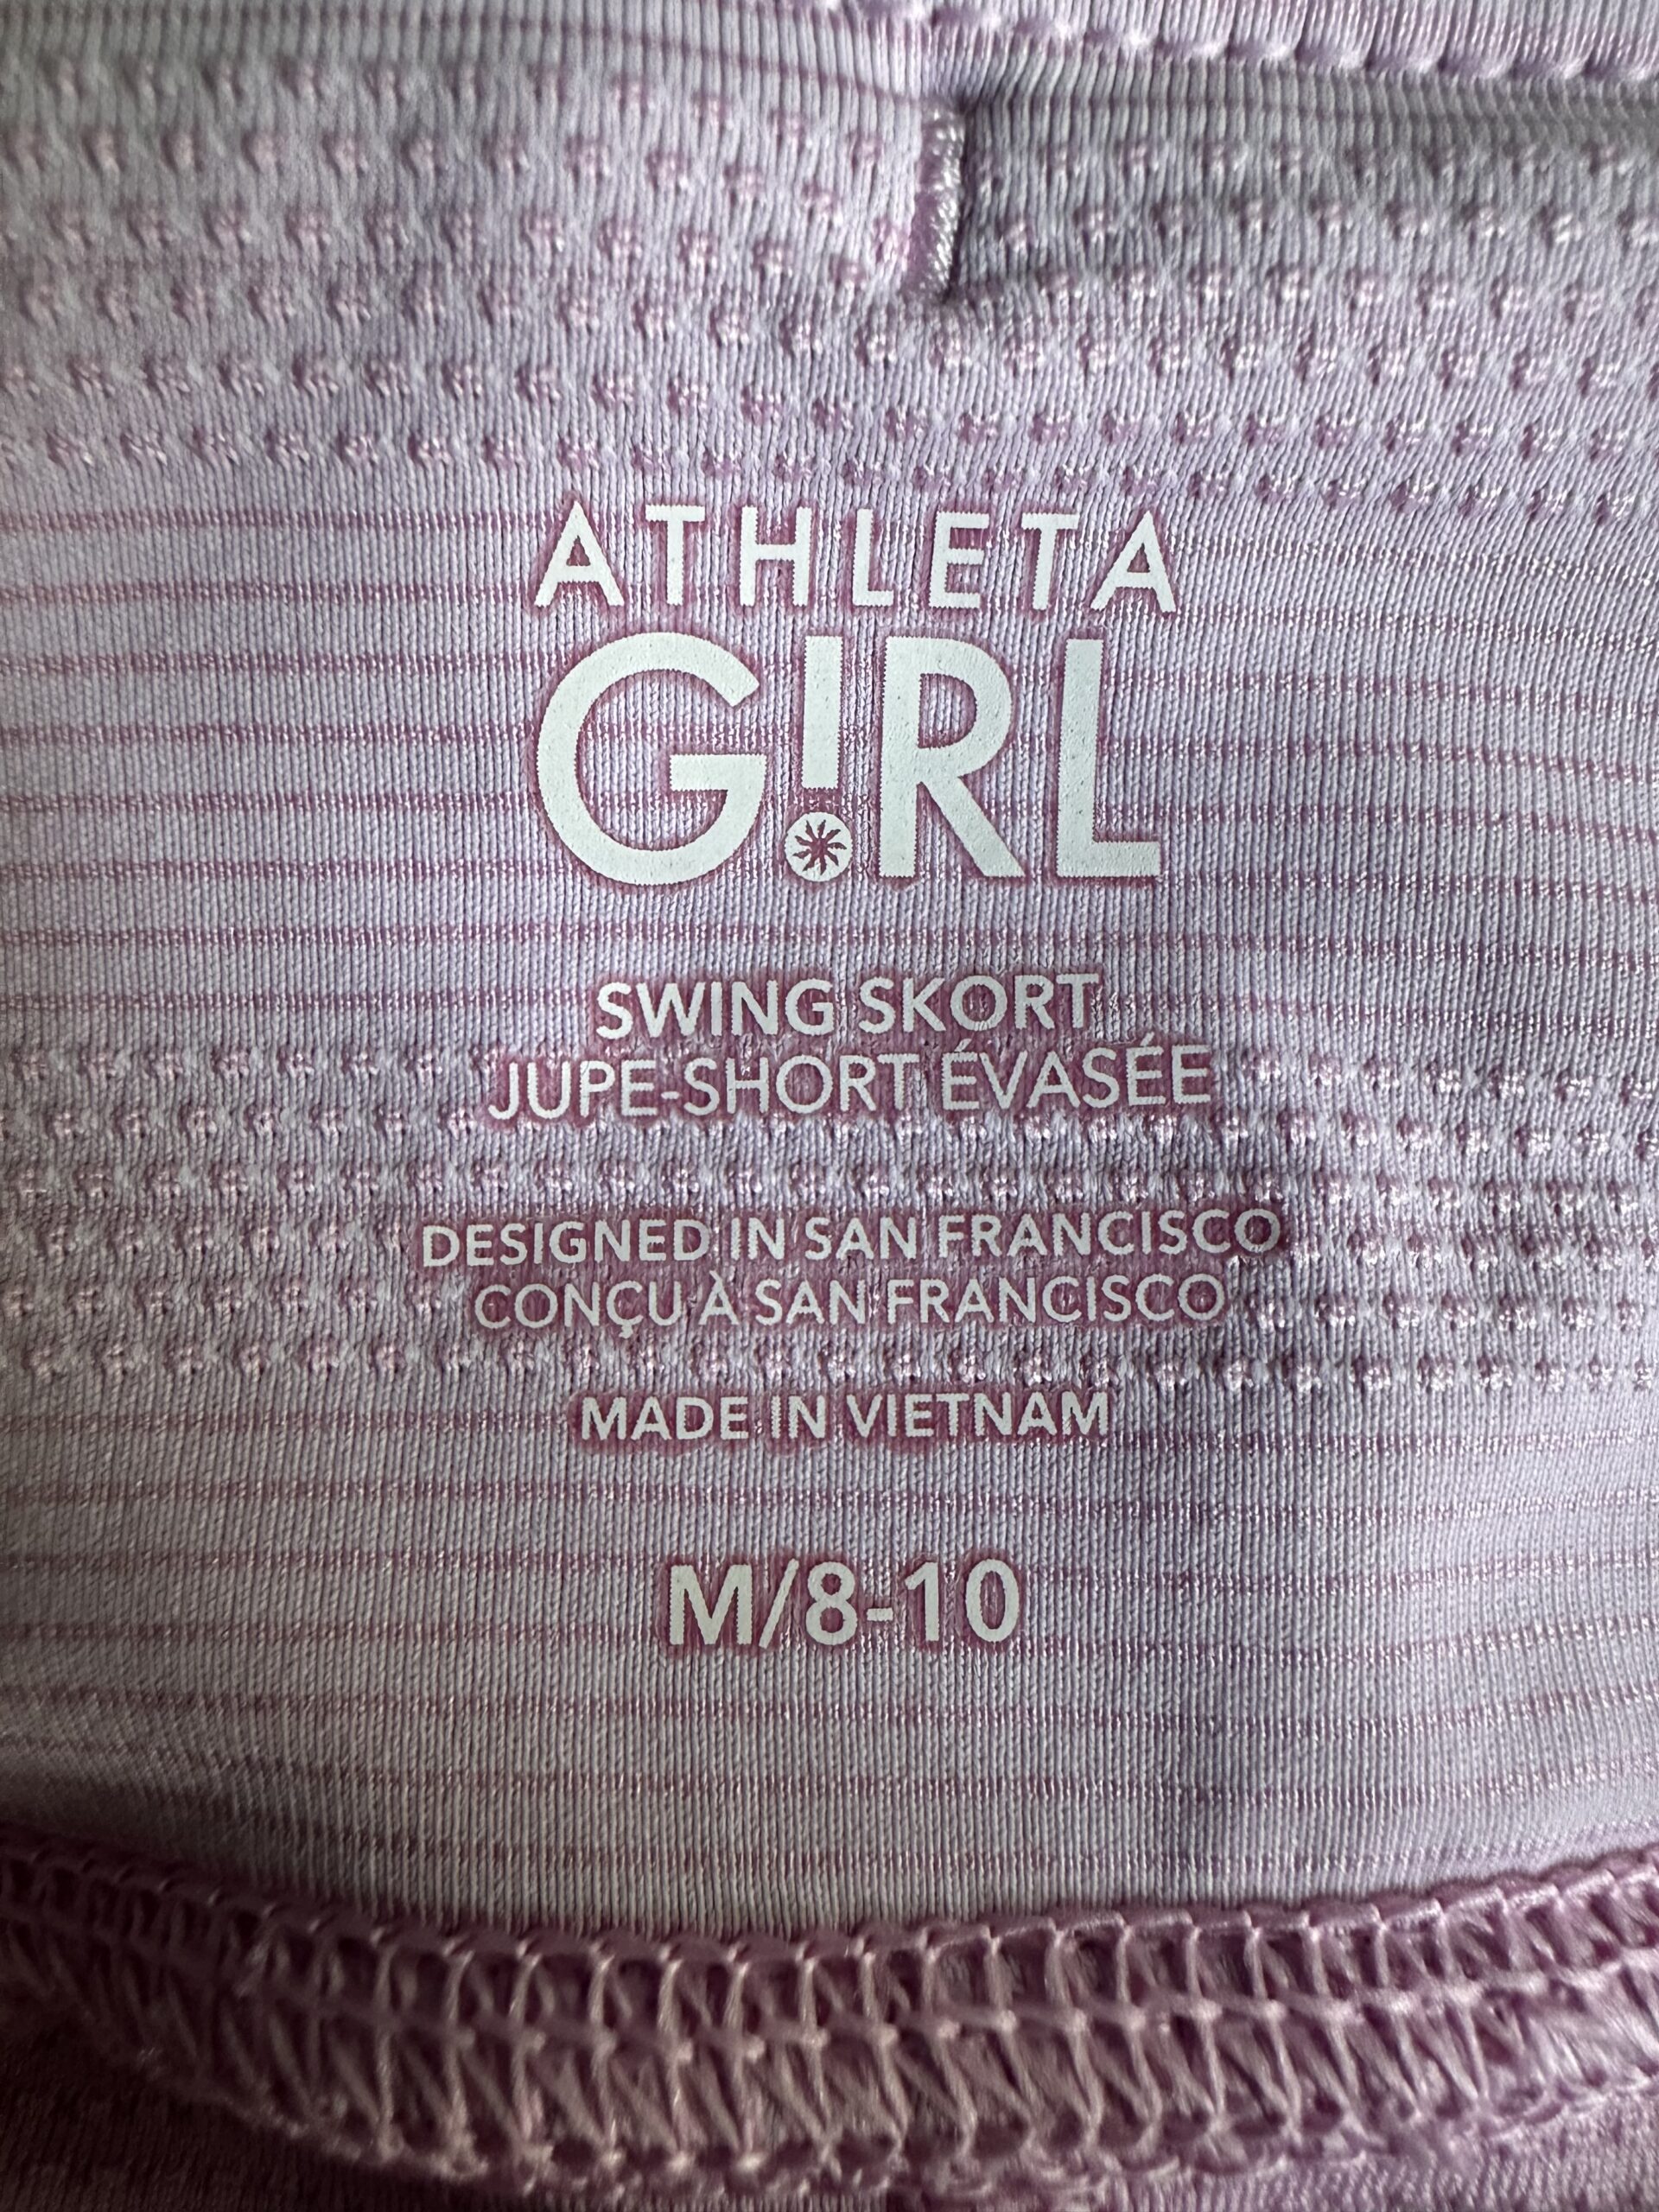 ATHLETA
G!RL
SWING SKORT
JUPE-SHORT ÉVASÉE
DESIGNED IN SAN FRANCISCO
CONÇU À SAN FRANCISCO
MADE IN VIETNAM
M/8-10